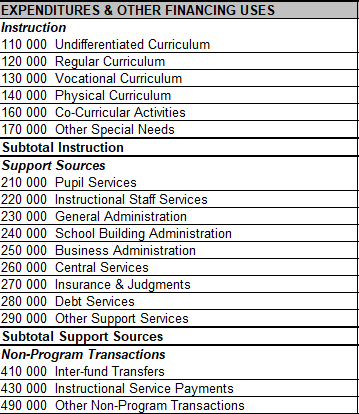 EXPENDITURES & OTHER FINANCING USES
Instruction
110 000 Undifferentiated Curriculum
120 000 Regular Curriculum
130 000 Vocational Curriculum
140 000 Physical Curriculum
160 000 Co-Curricular Activities
170 000 Other Special Needs
Subtotal Instruction
Support Sources
210 000 Pupil Services
220 000 Instructional Staff Services
230 000 General Administration
240 000 School Building Administration
250 000 Business Administration
260 000 Central Services
270 000 Insurance & Judgments
280 000 Debt Services
290 000 Other Support Services
Subtotal Support Sources
Non-Program Transactions
410 000 Inter-fund Transfers
430 000 Instructional Service Payments
490 000 Other Non-Program Transactions